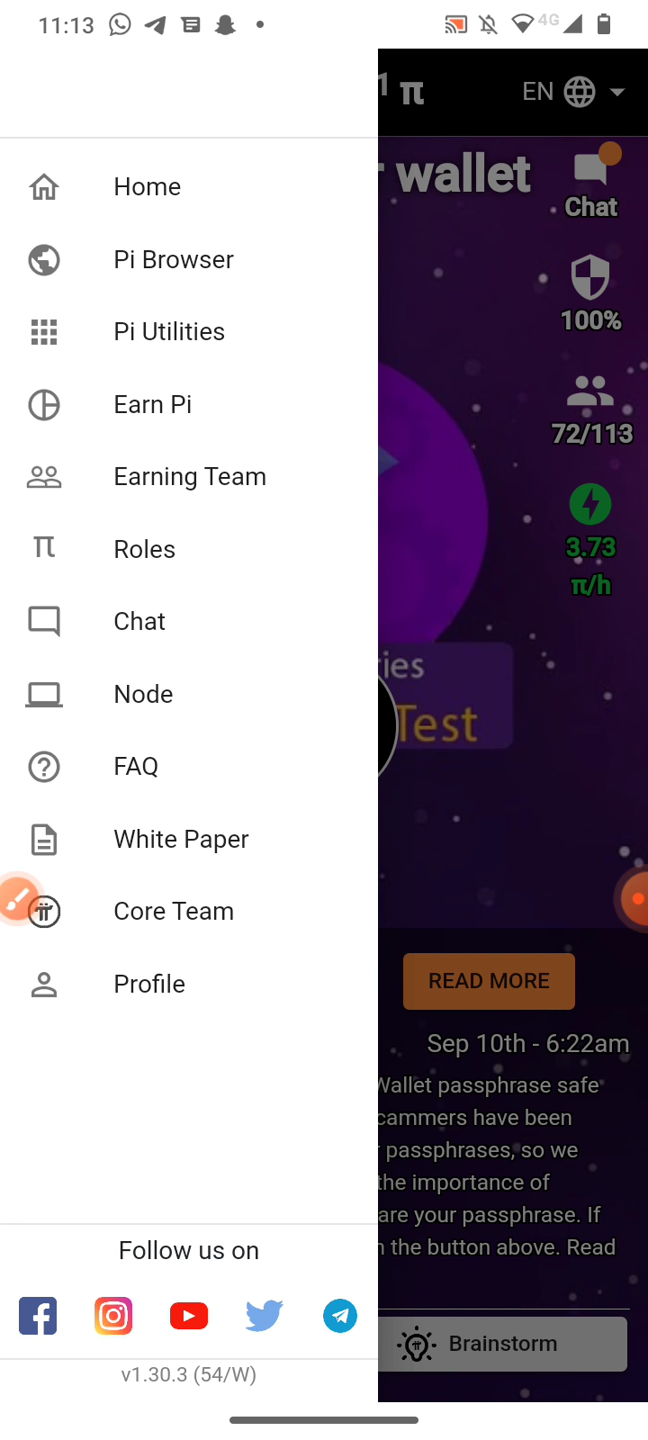 11:13
4G
1 π
EN
r wallet
Chat
100%
72/113
3.73
π/h
Home
Pi Browser
Pi Utilities
Earn Pi
Earning Team
π Roles
Chat
Node
FAQ
White Paper
Core Team
Profile
ries
Test
READ MORE
Sep 10th - 6:22am
Wallet passphrase safe
cammers have been
r passphrases, so we
the importance of
are your passphrase. If
n the button above. Read
Brainstorm
Follow us on
v1.30.3 (54/W)